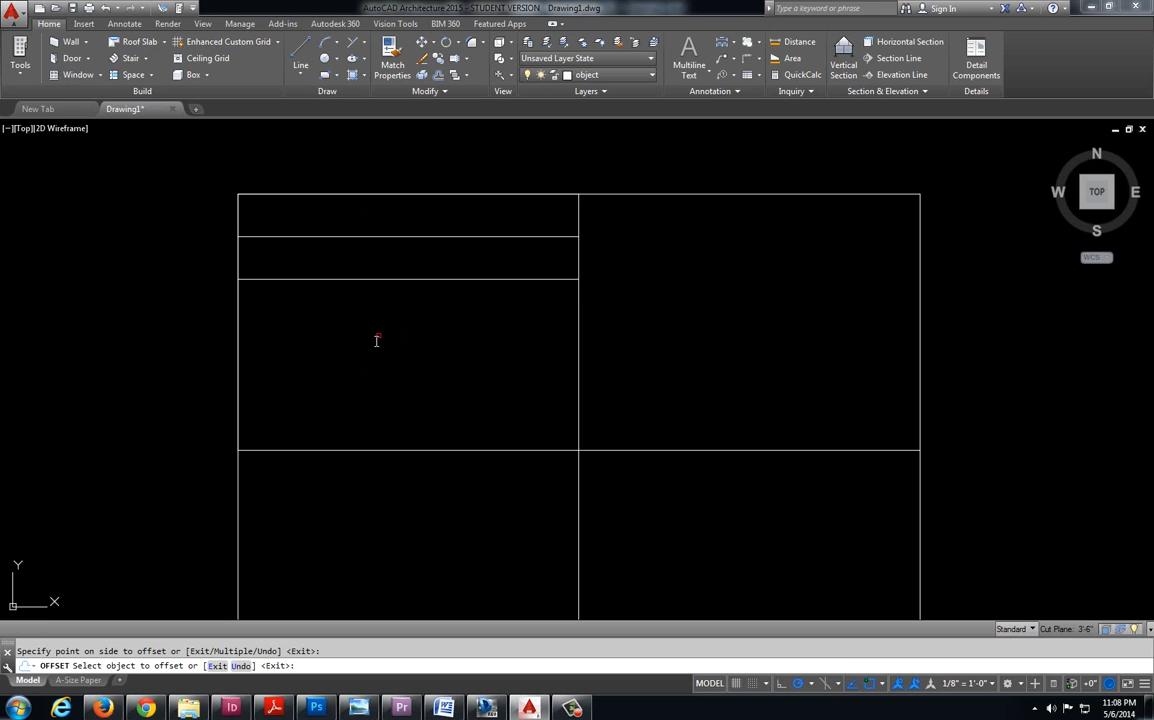 AutoCAD Architecture 2015 - STUDENT VERSION Drawing1.dwg
Type a keyword or phrase
Sign In
Home Insert Annotate Render View Manage Add-ins Autodesk 360 Vision Tools BIM 360 Featured Apps
Wall Roof Slab Enhanced Custom Grid
Door Stair Ceiling Grid
Window Space Box
Tools
Build
Line
Draw
Match Properties
Modify
View
Unsaved Layer State
object
Layers
Multiline Text
Annotation
Distance
Area
QuickCalc
Inquiry
Vertical Section
Horizontal Section
Section Line
Elevation Line
Section & Elevation
Detail Components
Details
New Tab Drawing1*
[−][Top][2D Wireframe]
N
W TOP E
S
WCS
Y
X
Standard Cut Plane: 3'-6"
Specify point on side to offset or [Exit/Multiple/Undo] <Exit>:
OFFSET Select object to offset or [Exit Undo] <Exit>:
Model A-Size Paper
MODEL 1/8" = 1'-0" +0"
11:08 PM
5/6/2014